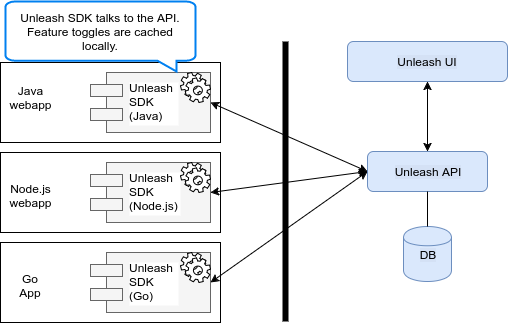 Unleash SDK talks to the API.
Feature toggles are cached
locally.
Java
webapp
Unleash
SDK
(Java)
Node.js
webapp
Unleash
SDK
(Node.js)
Go
App
Unleash
SDK
(Go)
Unleash UI
Unleash API
DB